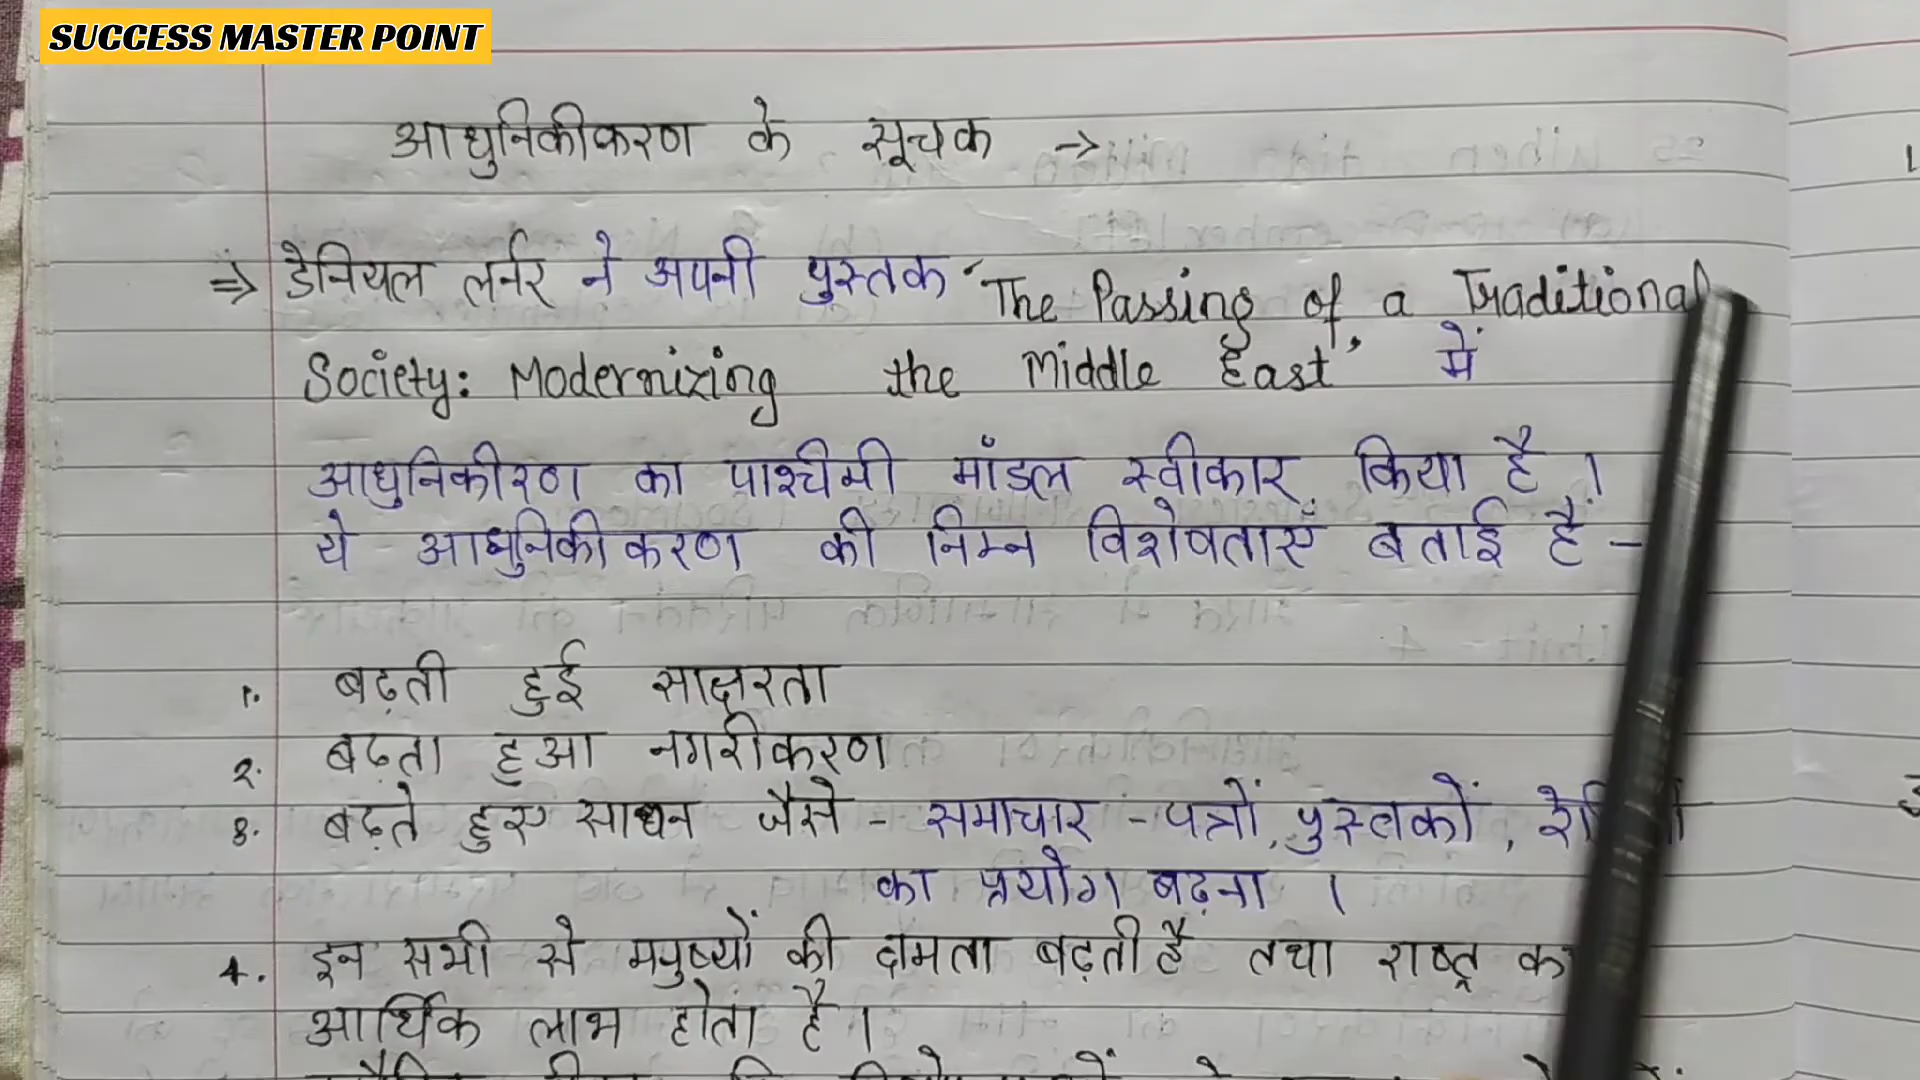 SUCCESS MASTER POINT
आधुनिकीकरण के सूचक →
⇒ डेनियल लर्नर ने अपनी पुस्तक 'The Passing of a Traditional
Society: Modernizing the Middle East' में
आधुनिकीरण का पाश्चीमी मॉडल स्वीकार किया है ।
ये आधुनिकीकरण की निम्न विशेषताएँ बताई हैं -
1. बढ़ती हुई साक्षरता
2. बढ़ता हुआ नगरीकरण
3. बढ़ते हुए साधन जैसे - समाचार - पत्रों, पुस्तकों,
का प्रयोग बढ़ना ।
4. इन सभी से मनुष्यों की क्षमता बढ़ती है तथा राष्ट्र
आर्थिक लाभ होता है ।